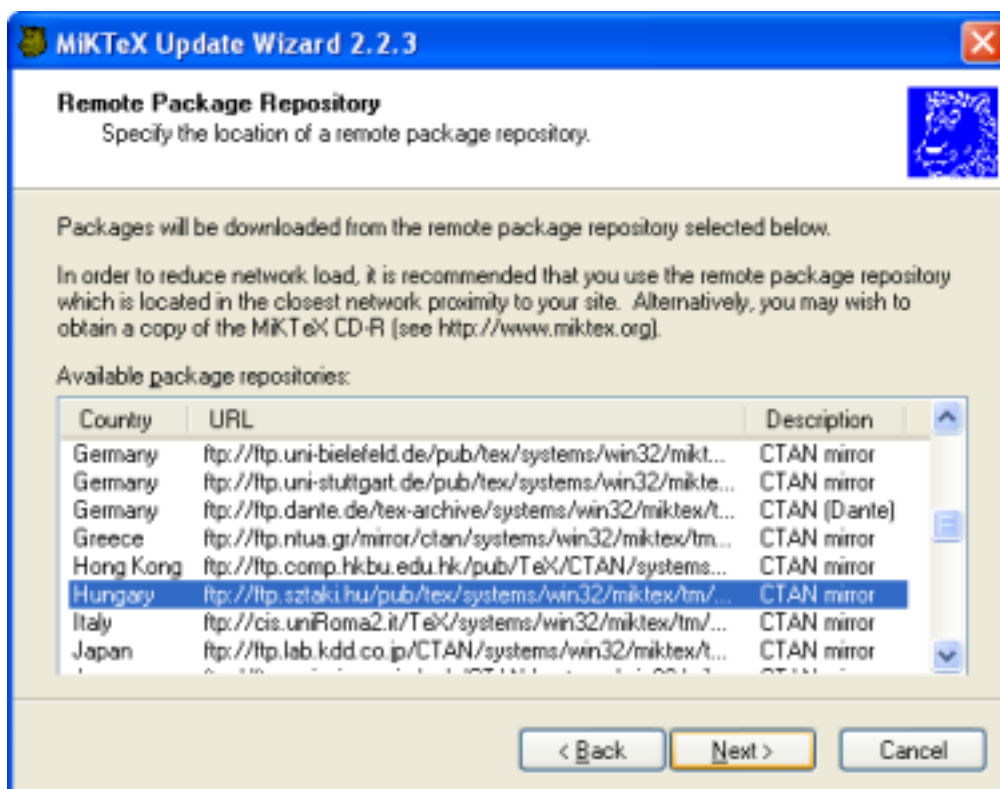 MiKTeX Update Wizard 2.2.3
Remote Package Repository
Specify the location of a remote package repository.
Packages will be downloaded from the remote package repository selected below.
In order to reduce network load, it is recommended that you use the remote package repository
which is located in the closest network proximity to your site. Alternatively, you may wish to
obtain a copy of the MiKTeX CD-R (see http://www.miktex.org).
Available package repositories:
Country URL Description
Germany ftp://ftp.uni-bielefeld.de/pub/tex/systems/win32/mikt... CTAN mirror
Germany ftp://ftp.uni-stuttgart.de/pub/tex/systems/win32/mikte... CTAN mirror
Germany ftp://ftp.dante.de/tex-archive/systems/win32/miktex/t... CTAN (Dante)
Greece ftp://ftp.ntua.gr/mirror/ctan/systems/win32/miktex/tm... CTAN mirror
Hong Kong ftp://ftp.comp.hkbu.edu.hk/pub/TeX/CTAN/systems... CTAN mirror
Hungary ftp://ftp.sztaki.hu/pub/tex/systems/win32/miktex/tm/... CTAN mirror
Italy ftp://cis.uniRoma2.it/TeX/systems/win32/miktex/tm/... CTAN mirror
Japan ftp://ftp.lab.kdd.co.jp/CTAN/systems/win32/miktex/t... CTAN mirror
< Back Next > Cancel